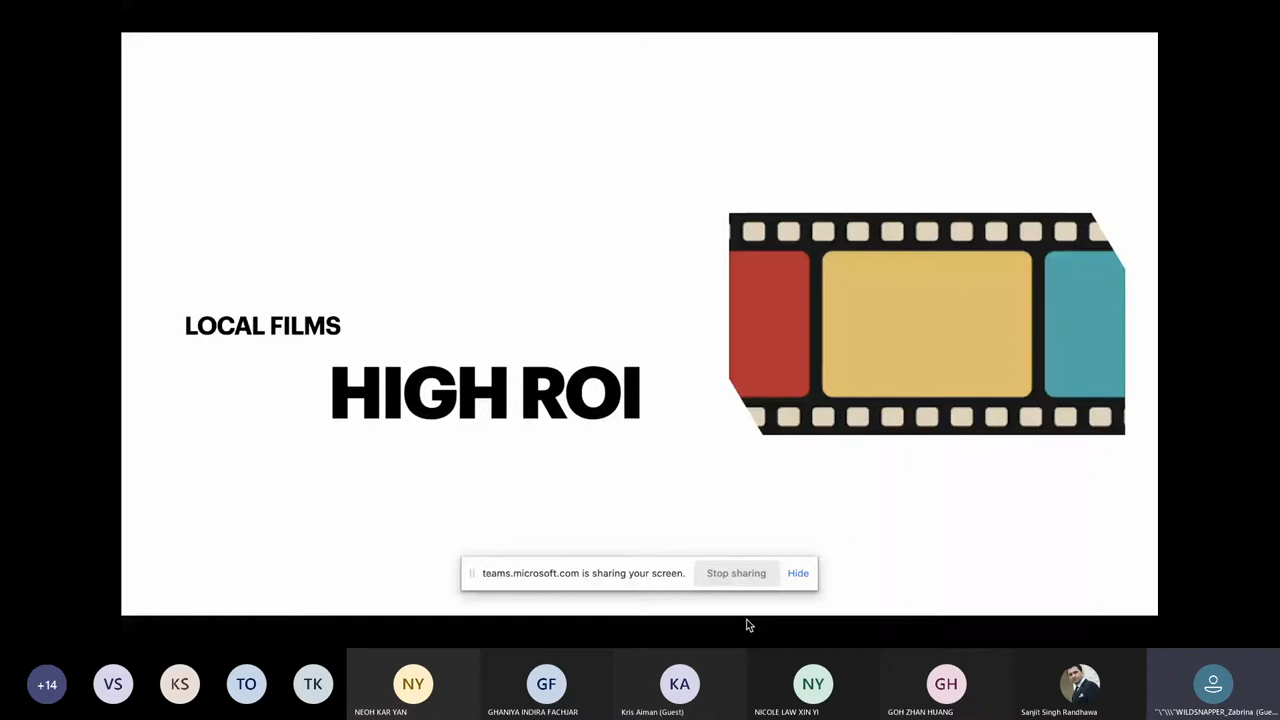 LOCAL FILMS
HIGH ROI
teams.microsoft.com is sharing your screen.
Stop sharing
Hide
+14
VS
KS
TO
TK
NY
GF
KA
NY
GH
NEOH KAR YAN
GHANIYA INDIRA FACHJAR
Kris Aiman (Guest)
NICOLE LAW XIN YI
GOH ZHAN HUANG
Sanjit Singh Randhawa
"\"\\\"WILDSNAPPER_Zabrina (Gue...